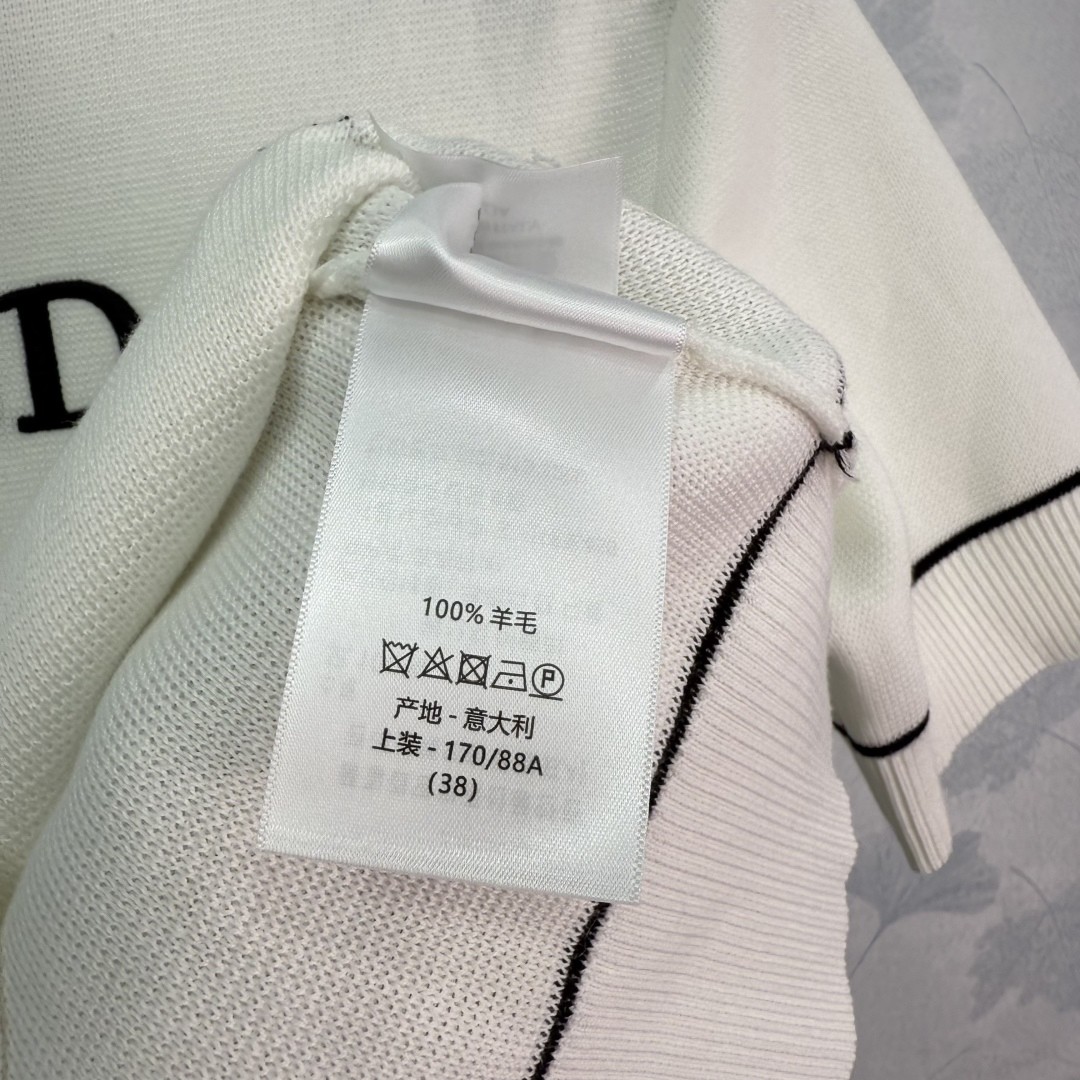 D
100% 羊毛
P
产地 - 意大利
上装 - 170/88A
(38)